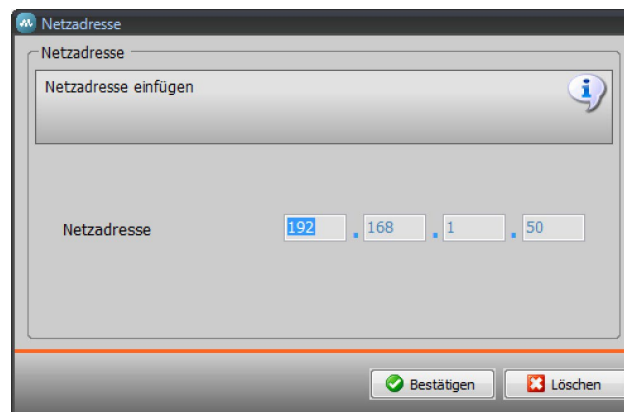 Netzadresse
Netzadresse
Netzadresse einfügen
Netzadresse 192 . 168 . 1 . 50
Bestätigen Löschen